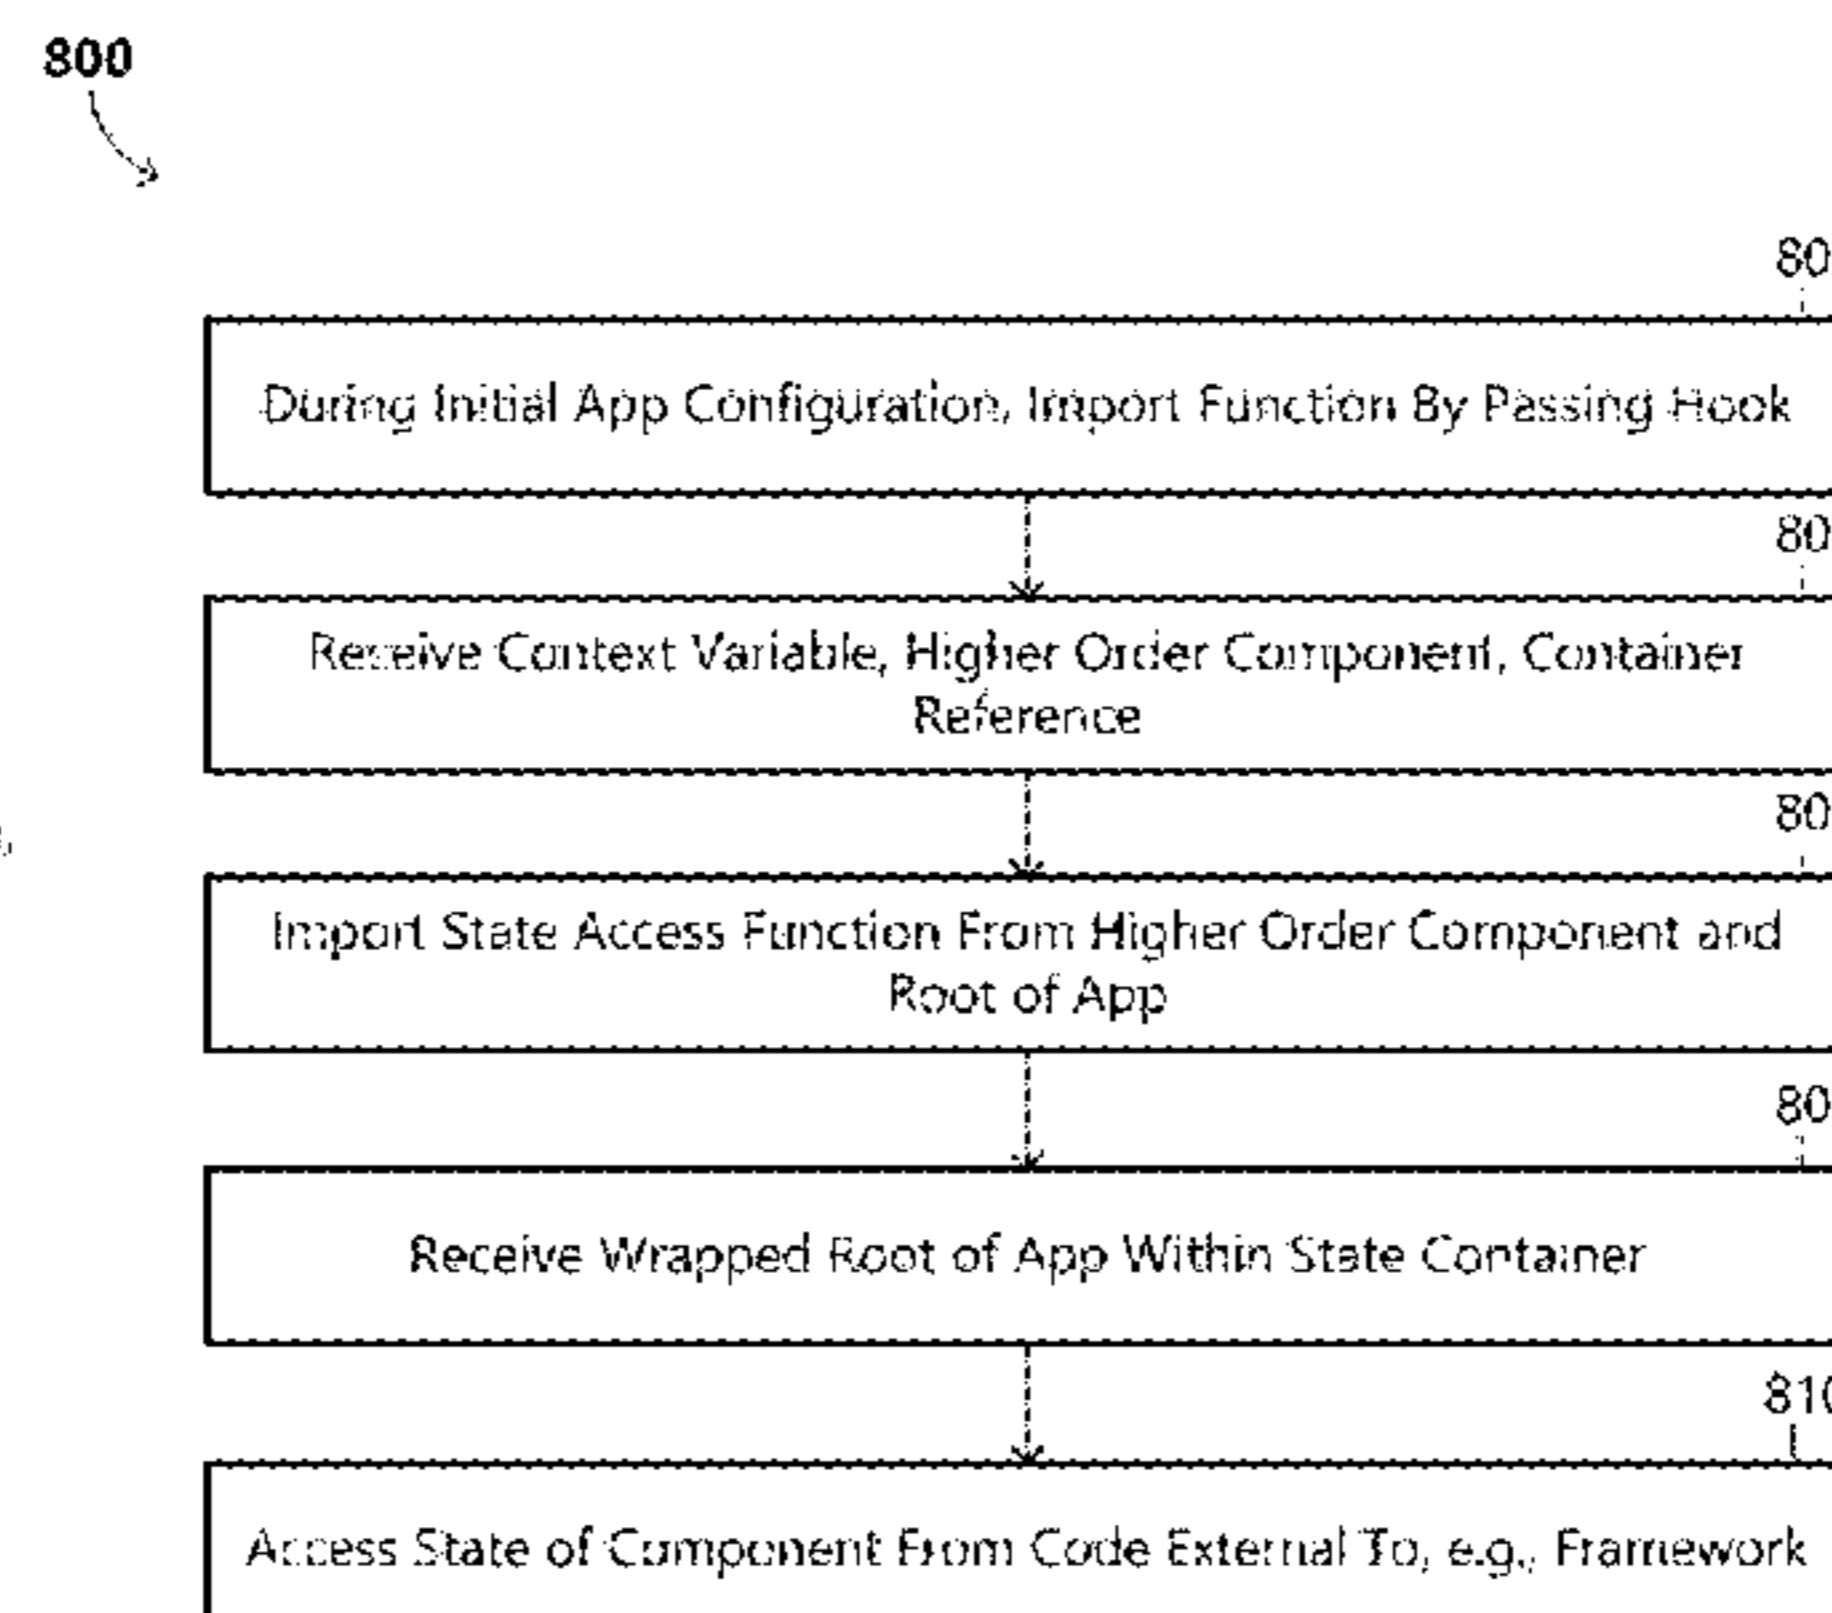 800
80
During Initial App Configuration, Import Function By Passing Hook
80
Receive Context Variable, Higher Order Component, Container
Reference
80
Import State Access Function From Higher Order Component and
Root of App
80
Receive Wrapped Root of App Within State Container
810
Access State of Component From Code External To, e.g., Framework